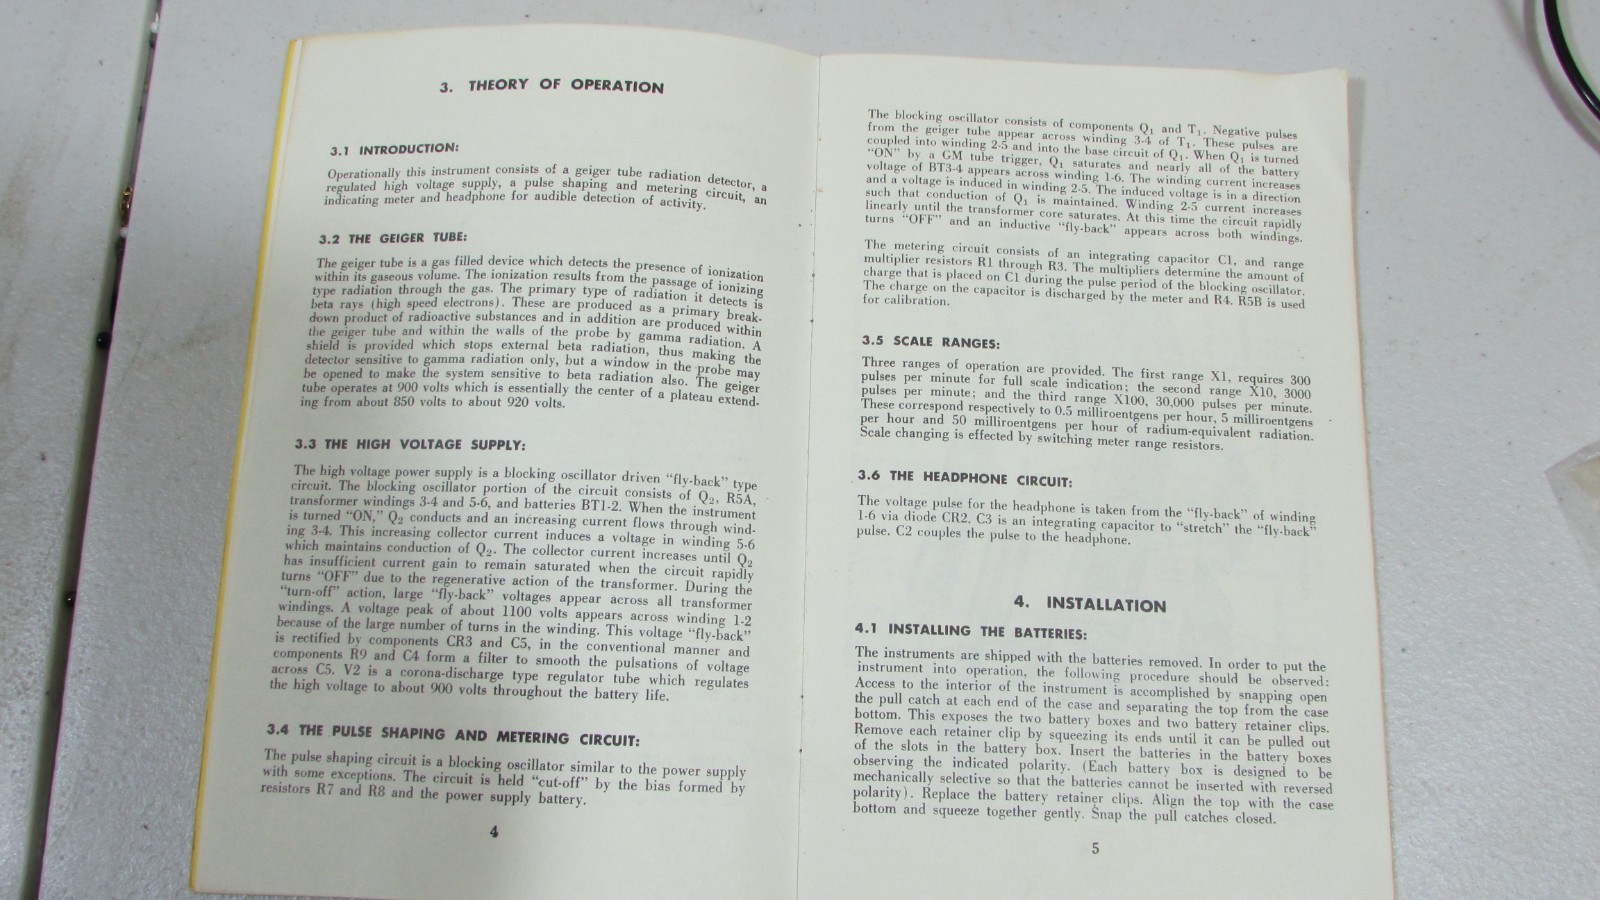 3. THEORY OF OPERATION
3.1 INTRODUCTION:
Operationally this instrument consists of a geiger tube radiation detector, a
regulated high voltage supply, a pulse shaping and metering circuit, an
indicating meter and headphone for audible detection of activity.
3.2 THE GEIGER TUBE:
The geiger tube is a gas filled device which detects the presence of ionization
within its gaseous volume. The ionization results from the passage of ionizing
type radiation through the gas. The primary type of radiation it detects is
beta rays (high speed electrons). These are produced as a primary break-
down product of radioactive substances and in addition are produced within
the geiger tube and within the walls of the probe by gamma radiation. A
shield is provided which stops external beta radiation, thus making the
detector sensitive to gamma radiation only, but a window in the probe may
be opened to make the system sensitive to beta radiation also. The geiger
tube operates at 900 volts which is essentially the center of a plateau extend-
ing from about 850 volts to about 920 volts.
3.3 THE HIGH VOLTAGE SUPPLY:
The high voltage power supply is a blocking oscillator driven "fly-back" type
circuit. The blocking oscillator portion of the circuit consists of Q₂, R5A,
transformer windings 3-4 and 5-6, and batteries BT1-2. When the instrument
is turned "ON," Q₂ conducts and an increasing current flows through wind-
ing 3-4. This increasing collector current induces a voltage in winding 5-6
which maintains conduction of Q₂. The collector current increases until Q₂
has insufficient current gain to remain saturated when the circuit rapidly
turns "OFF" due to the regenerative action of the transformer. During the
"turn-off" action, large "fly-back" voltages appear across all transformer
windings. A voltage peak of about 1100 volts appears across winding 1-2
because of the large number of turns in the winding. This voltage "fly-back"
is rectified by components CR3 and C5, in the conventional manner and
components R9 and C4 form a filter to smooth the pulsations of voltage
across C5. V2 is a corona-discharge type regulator tube which regulates
the high voltage to about 900 volts throughout the battery life.
3.4 THE PULSE SHAPING AND METERING CIRCUIT:
The pulse shaping circuit is a blocking oscillator similar to the power supply
with some exceptions. The circuit is held "cut-off" by the bias formed by
resistors R7 and R8 and the power supply battery.
4
The blocking oscillator consists of components Q₁ and T₁. Negative pulses
from the geiger tube appear across winding 3-4 of T₁. These pulses are
coupled into winding 2-5 and into the base circuit of Q₁. When Q₁ is turned
"ON" by a GM tube trigger, Q₁ saturates and nearly all of the battery
voltage of BT3-4 appears across winding 1-6. The winding current increases
and a voltage is induced in winding 2-5. The induced voltage is in a direction
such that conduction of Q₁ is maintained. Winding 2-5 current increases
linearly until the transformer core saturates. At this time the circuit rapidly
turns "OFF" and an inductive "fly-back" appears across both windings.
The metering circuit consists of an integrating capacitor C1, and range
multiplier resistors R1 through R3. The multipliers determine the amount of
charge that is placed on C1 during the pulse period of the blocking oscillator.
The charge on the capacitor is discharged by the meter and R4. R5B is used
for calibration.
3.5 SCALE RANGES:
Three ranges of operation are provided. The first range X1, requires 300
pulses per minute for full scale indication; the second range X10, 3000
pulses per minute; and the third range X100, 30,000 pulses per minute.
These correspond respectively to 0.5 milliroentgens per hour, 5 milliroentgens
per hour and 50 milliroentgens per hour of radium-equivalent radiation.
Scale changing is effected by switching meter range resistors.
3.6 THE HEADPHONE CIRCUIT:
The voltage pulse for the headphone is taken from the "fly-back" of winding
1-6 via diode CR2. C3 is an integrating capacitor to "stretch" the "fly-back"
pulse. C2 couples the pulse to the headphone.
4. INSTALLATION
4.1 INSTALLING THE BATTERIES:
The instruments are shipped with the batteries removed. In order to put the
instrument into operation, the following procedure should be observed:
Access to the interior of the instrument is accomplished by snapping open
the pull catch at each end of the case and separating the top from the case
bottom. This exposes the two battery boxes and two battery retainer clips.
Remove each retainer clip by squeezing its ends until it can be pulled out
of the slots in the battery box. Insert the batteries in the battery boxes
observing the indicated polarity. (Each battery box is designed to be
mechanically selective so that the batteries cannot be inserted with reversed
polarity). Replace the battery retainer clips. Align the top with the case
bottom and squeeze together gently. Snap the pull catches closed.
5